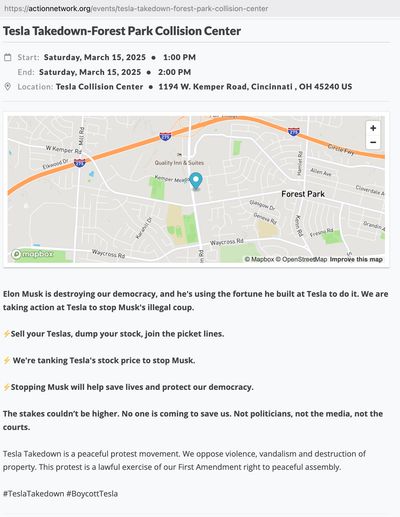 https://actionnetwork.org/events/tesla-takedown-forest-park-collision-center
Tesla Takedown-Forest Park Collision Center
Start: Saturday, March 15, 2025 • 1:00 PM
End: Saturday, March 15, 2025 • 2:00 PM
Location: Tesla Collision Center • 1194 W. Kemper Road, Cincinnati , OH 45240 US
275
Circle Fwy
+
−
W Kemper Rd
Mill Rd
275
Elkwood Dr
Quality Inn & Suites
Hamlet Rd
Allen Ave
Kemper Meadow
Forest Park
Cloverdale A
Glasgow Dr
Karahill Dr
Geneva Rd
Kenn Rd
Fresno Rd
Grandin A
Waycross Rd
Waycross Rd
mapbox
© Mapbox © OpenStreetMap Improve this map
Elon Musk is destroying our democracy, and he's using the fortune he built at Tesla to do it. We are
taking action at Tesla to stop Musk's illegal coup.
⚡Sell your Teslas, dump your stock, join the picket lines.
⚡ We're tanking Tesla's stock price to stop Musk.
⚡Stopping Musk will help save lives and protect our democracy.
The stakes couldn't be higher. No one is coming to save us. Not politicians, not the media, not the
courts.
Tesla Takedown is a peaceful protest movement. We oppose violence, vandalism and destruction of
property. This protest is a lawful exercise of our First Amendment right to peaceful assembly.
#TeslaTakedown #BoycottTesla